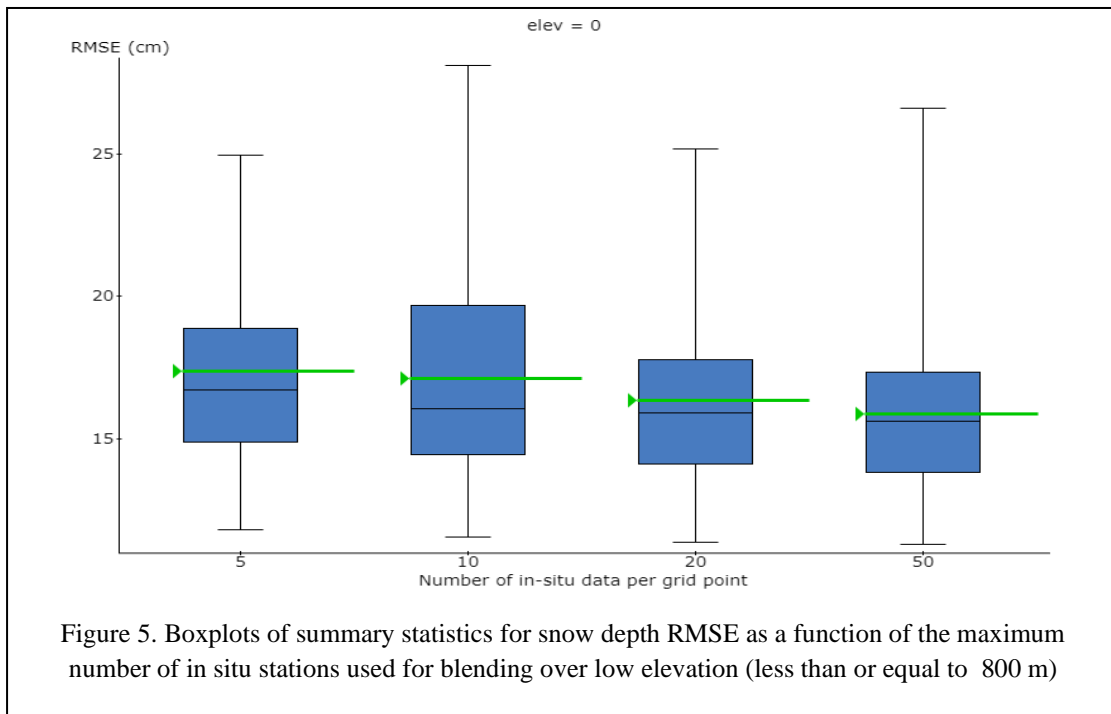 elev = 0
RMSE (cm)
25
20
15
5 10 20 50
Number of in-situ data per grid point
Figure 5. Boxplots of summary statistics for snow depth RMSE as a function of the maximum
number of in situ stations used for blending over low elevation (less than or equal to  800 m)